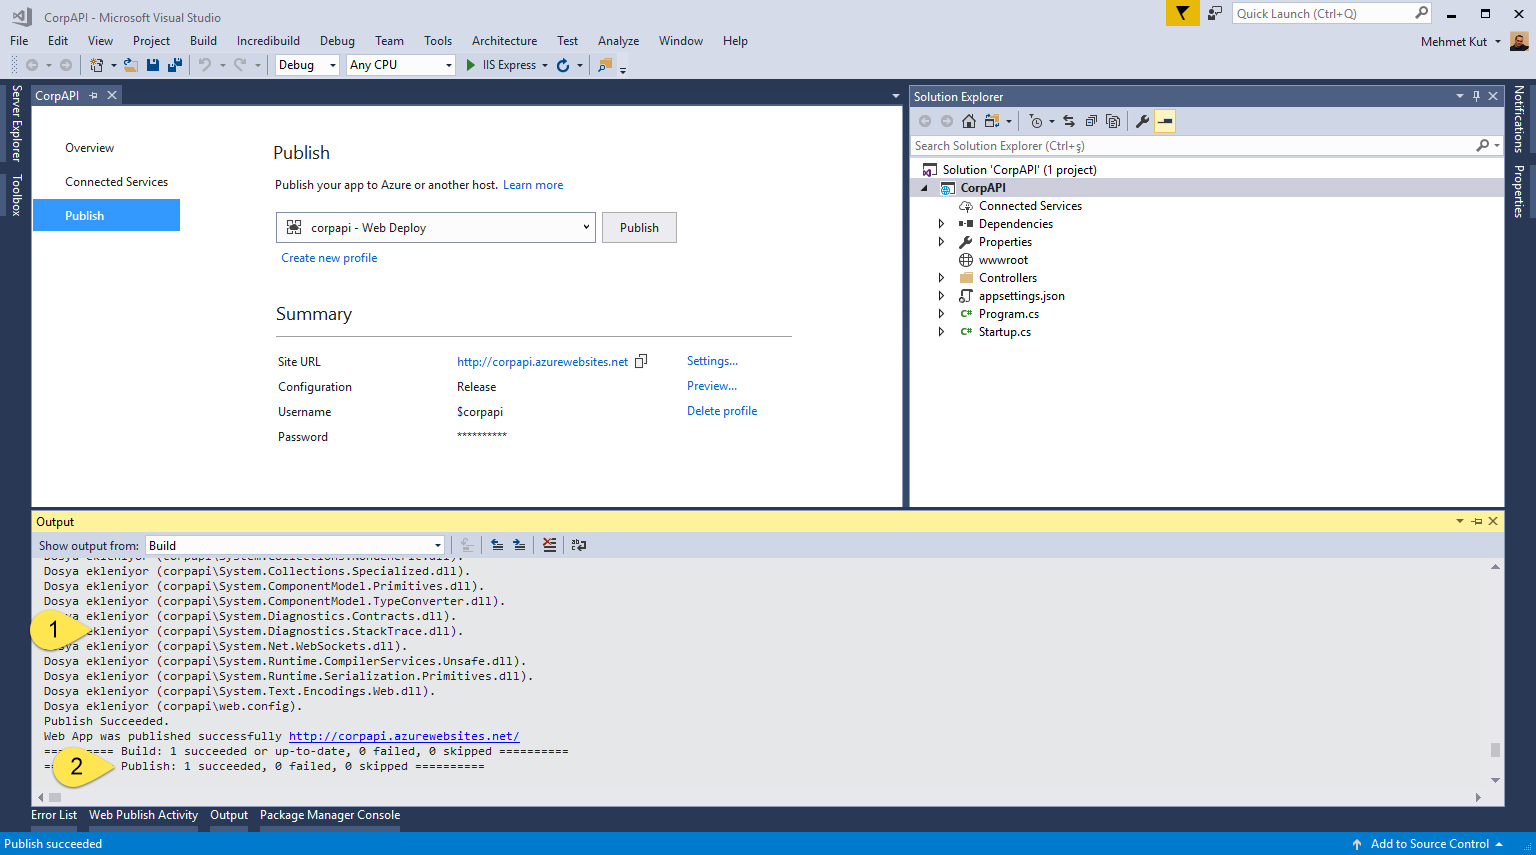 CorpAPI - Microsoft Visual Studio
Quick Launch (Ctrl+Q)
File Edit View Project Build Incredibuild Debug Team Tools Architecture Test Analyze Window Help
Mehmet Kut
Debug Any CPU IIS Express
Server Explorer
Toolbox
CorpAPI
Overview
Connected Services
Publish
Publish
Publish your app to Azure or another host. Learn more
corpapi - Web Deploy Publish
Create new profile
Summary
Site URL http://corpapi.azurewebsites.net Settings...
Configuration Release Preview...
Username $corpapi Delete profile
Password **********
Solution Explorer
Search Solution Explorer (Ctrl+ş)
Solution 'CorpAPI' (1 project)
CorpAPI
Connected Services
Dependencies
Properties
wwwroot
Controllers
appsettings.json
C# Program.cs
C# Startup.cs
Notifications
Properties
Output
Show output from: Build
Dosya ekleniyor (corpapi\System.Collections.NonGeneric.dll).
Dosya ekleniyor (corpapi\System.Collections.Specialized.dll).
Dosya ekleniyor (corpapi\System.ComponentModel.Primitives.dll).
Dosya ekleniyor (corpapi\System.ComponentModel.TypeConverter.dll).
Dosya ekleniyor (corpapi\System.Diagnostics.Contracts.dll).
1 ekleniyor (corpapi\System.Diagnostics.StackTrace.dll).
Dosya ekleniyor (corpapi\System.Net.WebSockets.dll).
Dosya ekleniyor (corpapi\System.Runtime.CompilerServices.Unsafe.dll).
Dosya ekleniyor (corpapi\System.Runtime.Serialization.Primitives.dll).
Dosya ekleniyor (corpapi\System.Text.Encodings.Web.dll).
Dosya ekleniyor (corpapi\web.config).
Publish Succeeded.
Web App was published successfully http://corpapi.azurewebsites.net/
========== Build: 1 succeeded or up-to-date, 0 failed, 0 skipped ==========
2 Publish: 1 succeeded, 0 failed, 0 skipped ==========
Error List Web Publish Activity Output Package Manager Console
Publish succeeded
Add to Source Control